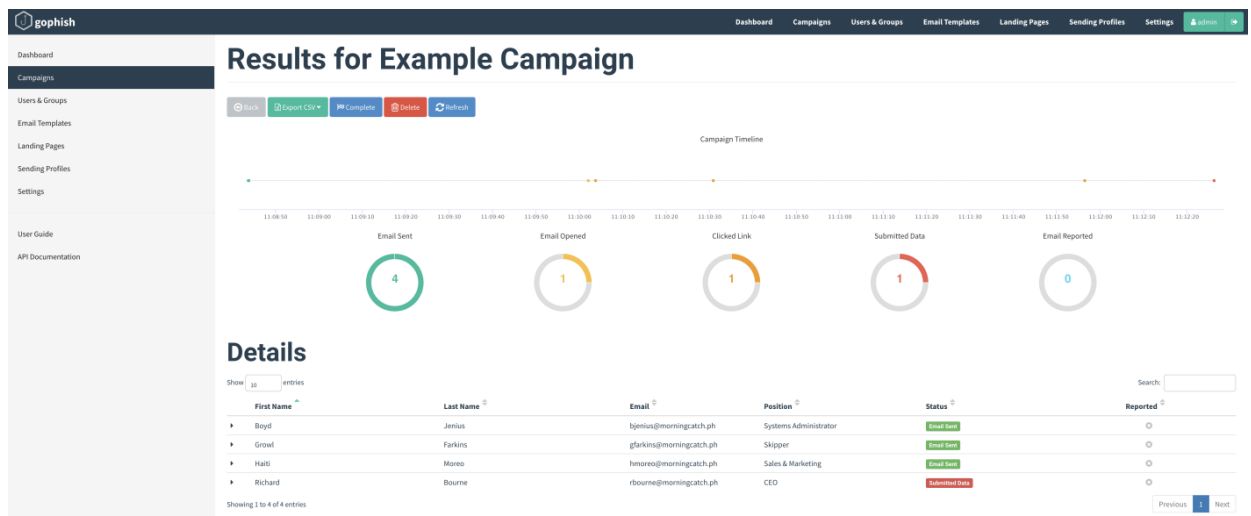 gophish
Dashboard Campaigns Users & Groups Email Templates Landing Pages Sending Profiles Settings admin
Dashboard
Campaigns
Users & Groups
Email Templates
Landing Pages
Sending Profiles
Settings
User Guide
API Documentation
Results for Example Campaign
Back Export CSV Complete Delete Refresh
Campaign Timeline
11:08:50 11:09:00 11:09:10 11:09:20 11:09:30 11:09:40 11:09:50 11:10:00 11:10:10 11:10:20 11:10:30 11:10:40 11:10:50 11:11:00 11:11:10 11:11:20 11:11:30 11:11:40 11:11:50 11:12:00 11:12:10 11:12:20
Email Sent Email Opened Clicked Link Submitted Data Email Reported
4 1 1 1 0
Details
Show 10 entries Search:
First Name Last Name Email Position Status Reported
Boyd Jenius bjenius@morningcatch.ph Systems Administrator Email Sent
Growl Farkins gfarkins@morningcatch.ph Skipper Email Sent
Haiti Moreo hmoreo@morningcatch.ph Sales & Marketing Email Sent
Richard Bourne rbourne@morningcatch.ph CEO Submitted Data
Showing 1 to 4 of 4 entries Previous 1 Next